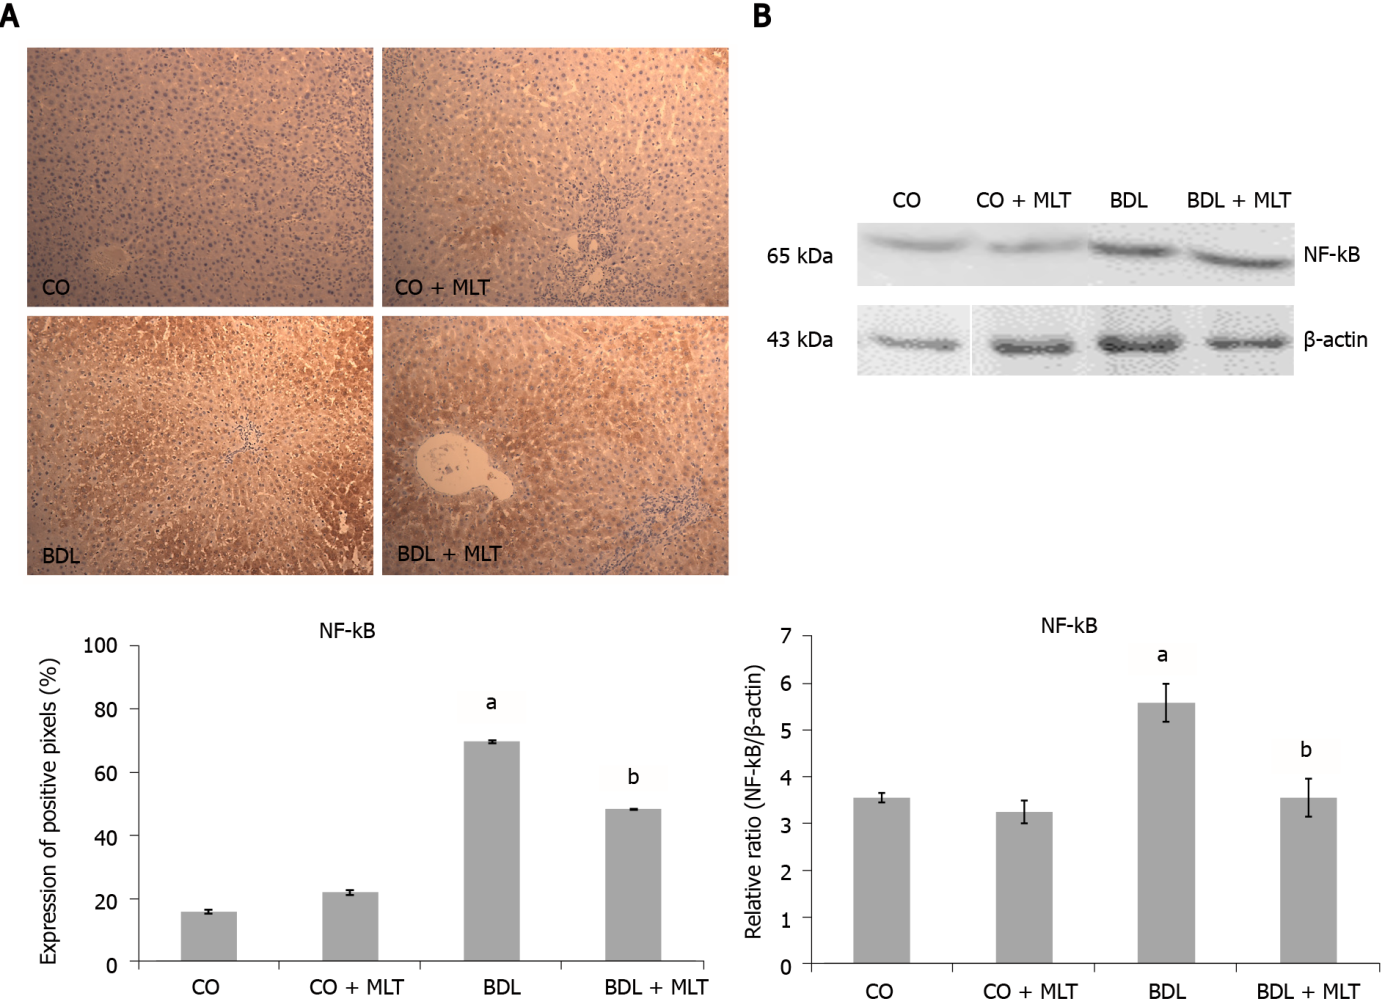 A
CO
CO + MLT
BDL
BDL + MLT
NF-kB
Expression of positive pixels (%)
100
80
60
40
20
0
a
b
CO
CO + MLT
BDL
BDL + MLT
B
CO
CO + MLT
BDL
BDL + MLT
65 kDa
NF-kB
43 kDa
β-actin
NF-kB
Relative ratio (NF-kB/β-actin)
7
6
5
4
3
2
1
0
a
b
CO
CO + MLT
BDL
BDL + MLT